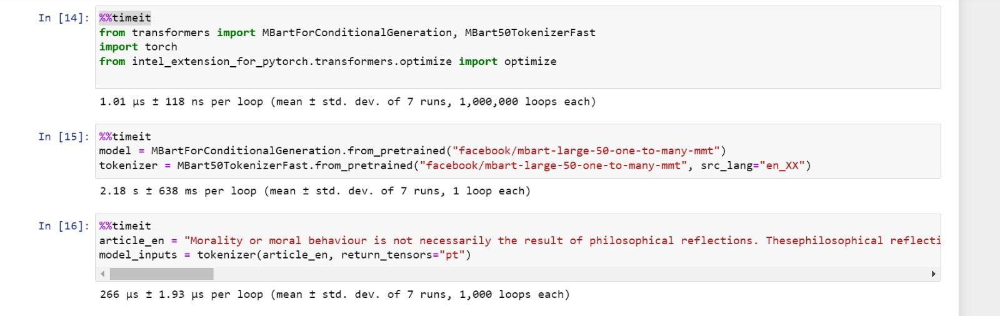 In [14]: %%timeit
from transformers import MBartForConditionalGeneration, MBart50TokenizerFast
import torch
from intel_extension_for_pytorch.transformers.optimize import optimize
1.01 µs ± 118 ns per loop (mean ± std. dev. of 7 runs, 1,000,000 loops each)
In [15]: %%timeit
model = MBartForConditionalGeneration.from_pretrained("facebook/mbart-large-50-one-to-many-mmt")
tokenizer = MBart50TokenizerFast.from_pretrained("facebook/mbart-large-50-one-to-many-mmt", src_lang="en_XX")
2.18 s ± 638 ms per loop (mean ± std. dev. of 7 runs, 1 loop each)
In [16]: %%timeit
article_en = "Morality or moral behaviour is not necessarily the result of philosophical reflections. Thesephilosophical reflecti
model_inputs = tokenizer(article_en, return_tensors="pt")
266 µs ± 1.93 µs per loop (mean ± std. dev. of 7 runs, 1,000 loops each)